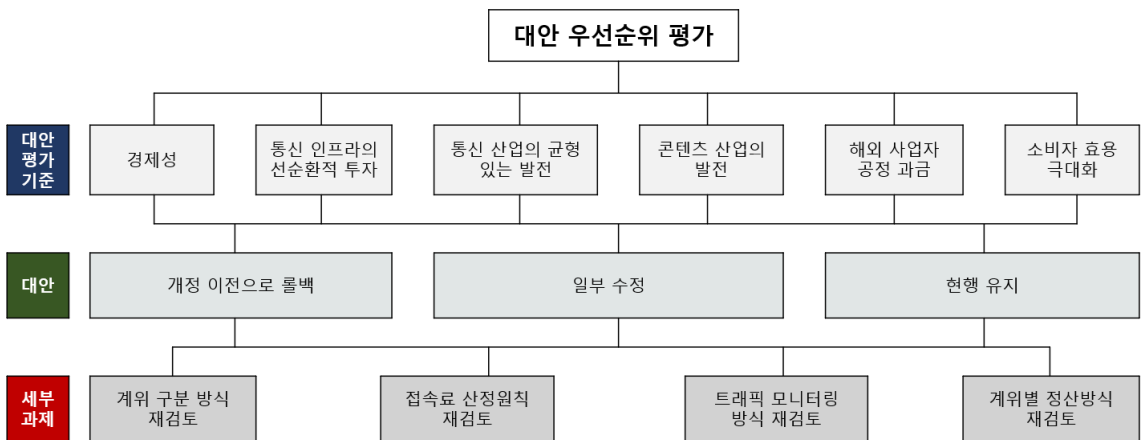 대안 우선순위 평가
대안
평가
기준
경제성
통신 인프라의
선순환적 투자
통신 산업의 균형
있는 발전
콘텐츠 산업의
발전
해외 사업자
공정 과금
소비자 효용
극대화
대안
개정 이전으로 롤백
일부 수정
현행 유지
세부
과제
계위 구분 방식
재검토
접속료 산정원칙
재검토
트래픽 모니터링
방식 재검토
계위별 정산방식
재검토